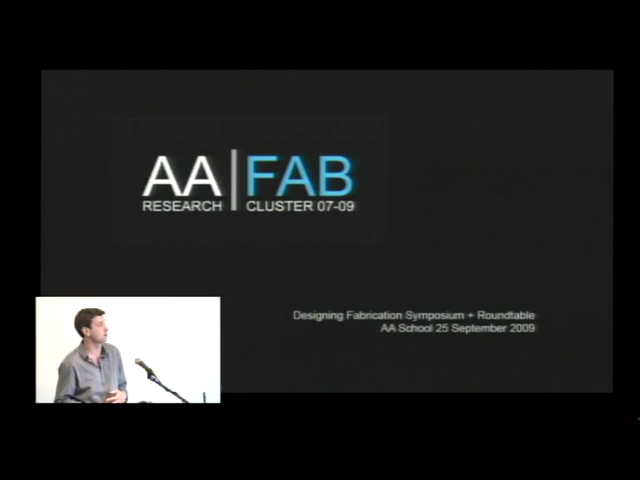 AA | FAB
RESEARCH CLUSTER 07-09
Designing Fabrication Symposium + Roundtable
AA School 25 September 2009